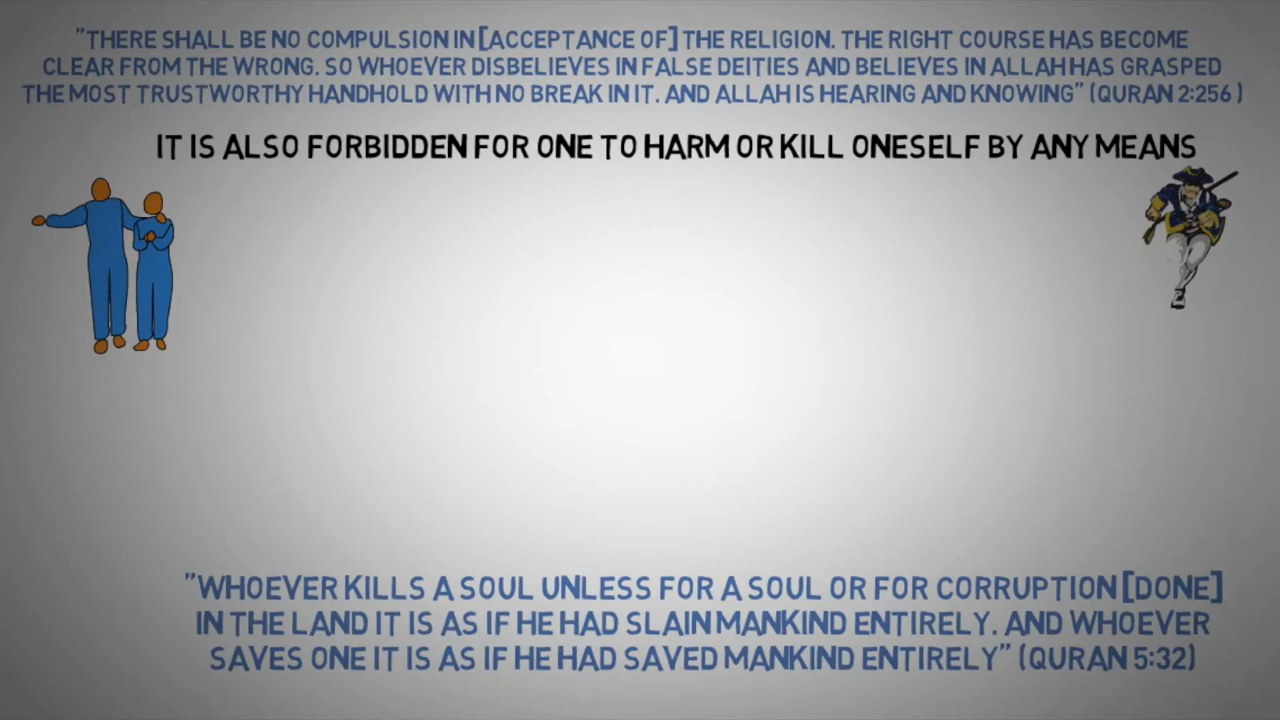 "THERE SHALL BE NO COMPULSION IN [ACCEPTANCE OF] THE RELIGION. THE RIGHT COURSE HAS BECOME
CLEAR FROM THE WRONG. SO WHOEVER DISBELIEVES IN FALSE DEITIES AND BELIEVES IN ALLAH HAS GRASPED
THE MOST TRUSTWORTHY HANDHOLD WITH NO BREAK IN IT. AND ALLAH IS HEARING AND KNOWING" (QURAN 2:256 )
IT IS ALSO FORBIDDEN FOR ONE TO HARM OR KILL ONESELF BY ANY MEANS
"WHOEVER KILLS A SOUL UNLESS FOR A SOUL OR FOR CORRUPTION [DONE]
IN THE LAND IT IS AS IF HE HAD SLAIN MANKIND ENTIRELY. AND WHOEVER
SAVES ONE IT IS AS IF HE HAD SAVED MANKIND ENTIRELY" (QURAN 5:32)